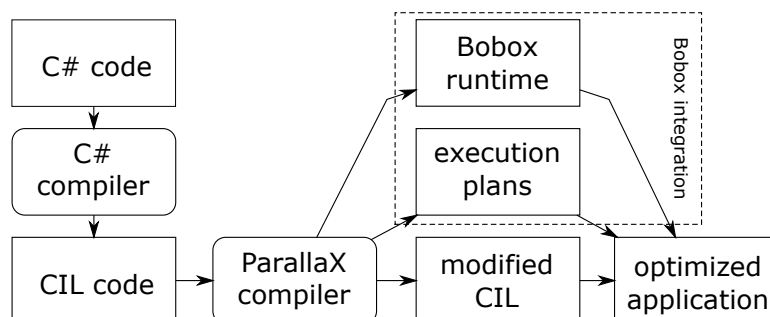 C# code
C#
compiler
CIL code
ParallaX
compiler
Bobox
runtime
execution
plans
modified
CIL
Bobox integration
optimized
application